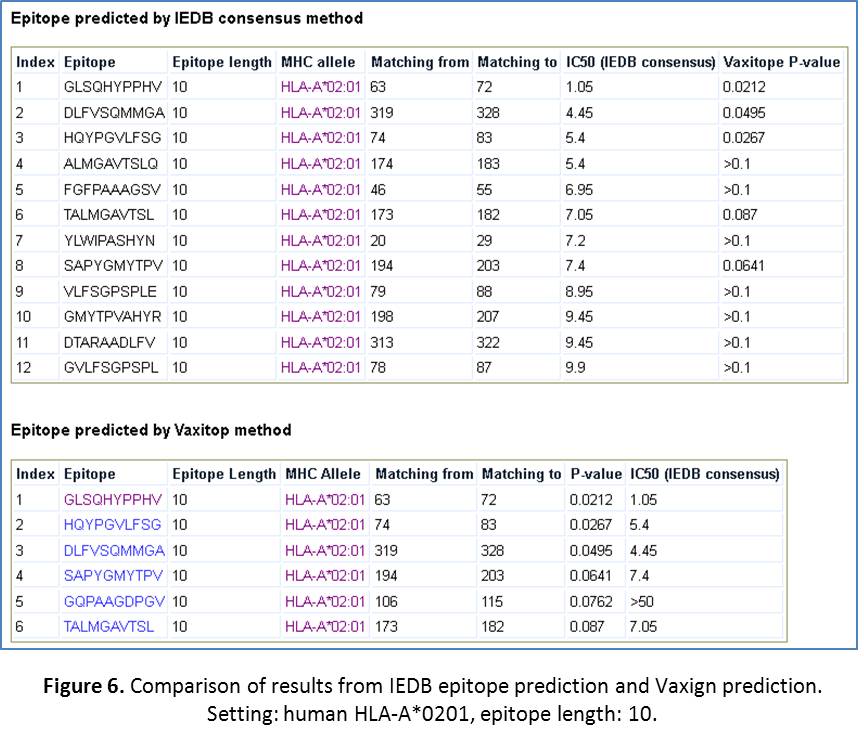 Epitope predicted by IEDB consensus method
Index Epitope Epitope length MHC allele Matching from Matching to IC50 (IEDB consensus) Vaxitope P-value
1 GLSQHYPPHV 10 HLA-A*02:01 63 72 1.05 0.0212
2 DLFVSQMMGA 10 HLA-A*02:01 319 328 4.45 0.0495
3 HQYPGVLFSG 10 HLA-A*02:01 74 83 5.4 0.0267
4 ALMGAVTSLQ 10 HLA-A*02:01 174 183 5.4 >0.1
5 FGFPAAAGSV 10 HLA-A*02:01 46 55 6.95 >0.1
6 TALMGAVTSL 10 HLA-A*02:01 173 182 7.05 0.087
7 YLWIPASHYN 10 HLA-A*02:01 20 29 7.2 >0.1
8 SAPYGMYTPV 10 HLA-A*02:01 194 203 7.4 0.0641
9 VLFSGPSPLE 10 HLA-A*02:01 79 88 8.95 >0.1
10 GMYTPVAHYR 10 HLA-A*02:01 198 207 9.45 >0.1
11 DTARAADLFV 10 HLA-A*02:01 313 322 9.45 >0.1
12 GVLFSGPSPL 10 HLA-A*02:01 78 87 9.9 >0.1
Epitope predicted by Vaxitop method
Index Epitope Epitope Length MHC Allele Matching from Matching to P-value IC50 (IEDB consensus)
1 GLSQHYPPHV 10 HLA-A*02:01 63 72 0.0212 1.05
2 HQYPGVLFSG 10 HLA-A*02:01 74 83 0.0267 5.4
3 DLFVSQMMGA 10 HLA-A*02:01 319 328 0.0495 4.45
4 SAPYGMYTPV 10 HLA-A*02:01 194 203 0.0641 7.4
5 GQPAAGDPGV 10 HLA-A*02:01 106 115 0.0762 >50
6 TALMGAVTSL 10 HLA-A*02:01 173 182 0.087 7.05
Figure 6. Comparison of results from IEDB epitope prediction and Vaxign prediction.
Setting: human HLA-A*0201, epitope length: 10.